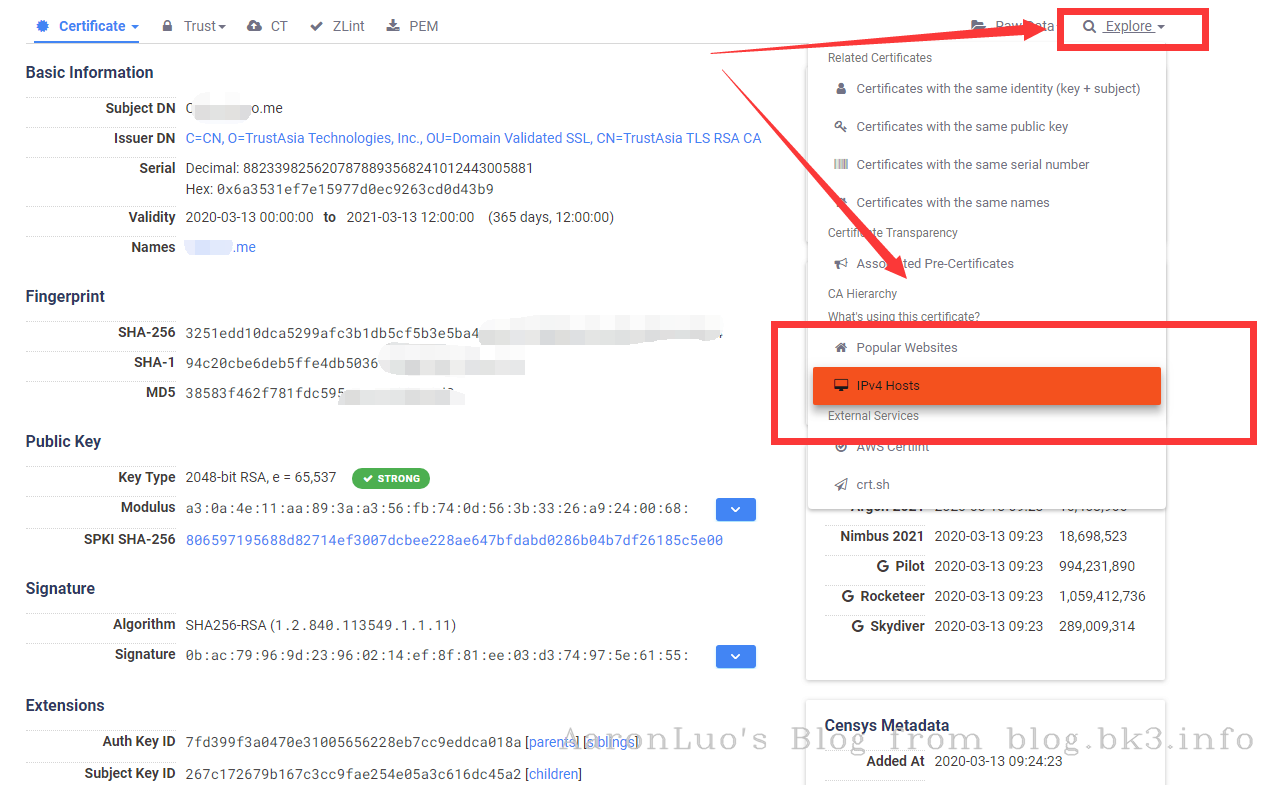 Certificate Trust CT ZLint PEM Raw Data Explore
Basic Information
Subject DN C o.me
Issuer DN C=CN, O=TrustAsia Technologies, Inc., OU=Domain Validated SSL, CN=TrustAsia TLS RSA CA
Serial Decimal: 8823398256207878893568241012443005881
Hex: 0x6a3531ef7e15977d0ec9263cd0d43b9
Validity 2020-03-13 00:00:00 to 2021-03-13 12:00:00 (365 days, 12:00:00)
Names .me
Fingerprint
SHA-256 3251edd10dca5299afc3b1db5cf5b3e5ba4
SHA-1 94c20cbe6deb5ffe4db5036
MD5 38583f462f781fdc595
Public Key
Key Type 2048-bit RSA, e = 65,537 STRONG
Modulus a3:0a:4e:11:aa:89:3a:a3:56:fb:74:0d:56:3b:33:26:a9:24:00:68:
SPKI SHA-256 806597195688d82714ef3007dcbee228ae647bfdabd0286b04b7df26185c5e00
Signature
Algorithm SHA256-RSA (1.2.840.113549.1.1.11)
Signature 0b:ac:79:96:9d:23:96:02:14:ef:8f:81:ee:03:d3:74:97:5e:61:55:
Extensions
Auth Key ID 7fd399f3a0470e31005656228eb7cc9eddca018a [parents] [siblings]
Subject Key ID 267c172679b167c3cc9fae254e05a3c616dc45a2 [children]
Related Certificates
Certificates with the same identity (key + subject)
Certificates with the same public key
Certificates with the same serial number
Certificates with the same names
Certificate Transparency
Associated Pre-Certificates
CA Hierarchy
What's using this certificate?
Popular Websites
IPv4 Hosts
External Services
AWS Certlint
crt.sh
Argon 2021 2020-03-13 09:23
Nimbus 2021 2020-03-13 09:23 18,698,523
Pilot 2020-03-13 09:23 994,231,890
Rocketeer 2020-03-13 09:23 1,059,412,736
Skydiver 2020-03-13 09:23 289,009,314
Censys Metadata
Added At 2020-03-13 09:24:23
AaronLuo's Blog from blog.bk3.info